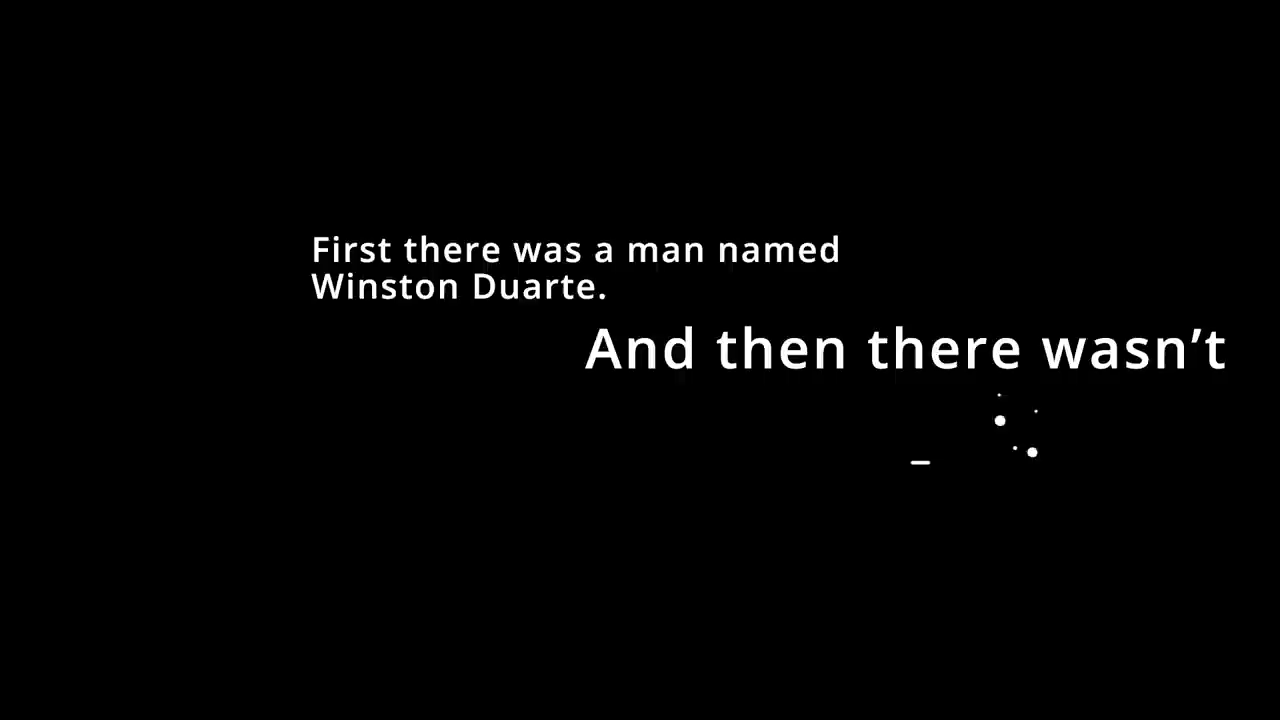 First there was a man named
Winston Duarte.
And then there wasn’t